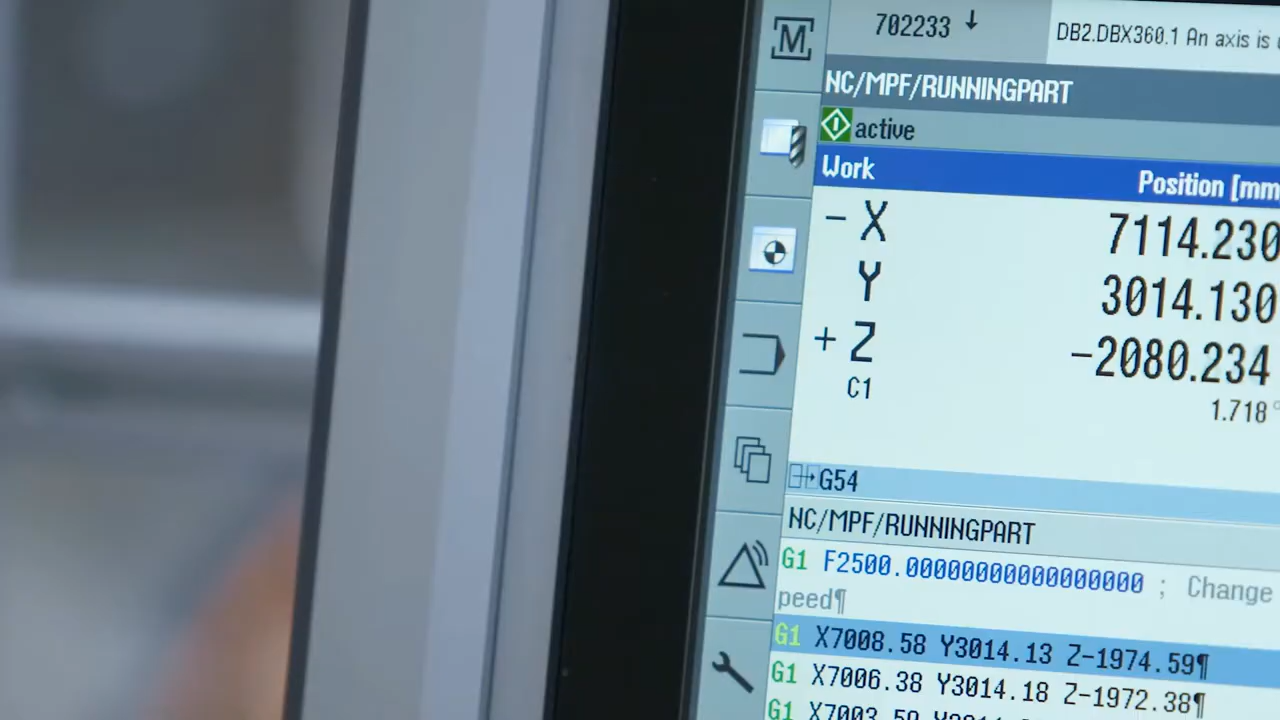 M
702233 ↓
DB2.DBX360.1 An axis is
NC/MPF/RUNNINGPART
active
Work Position [mm
- X 7114.230
Y 3014.130
+ Z -2080.234
C1 1.718°
G54
NC/MPF/RUNNINGPART
G1 F2500.00000000000000000 ; Change
peed¶
G1 X7008.58 Y3014.13 Z-1974.59¶
G1 X7006.38 Y3014.18 Z-1972.38¶
G1